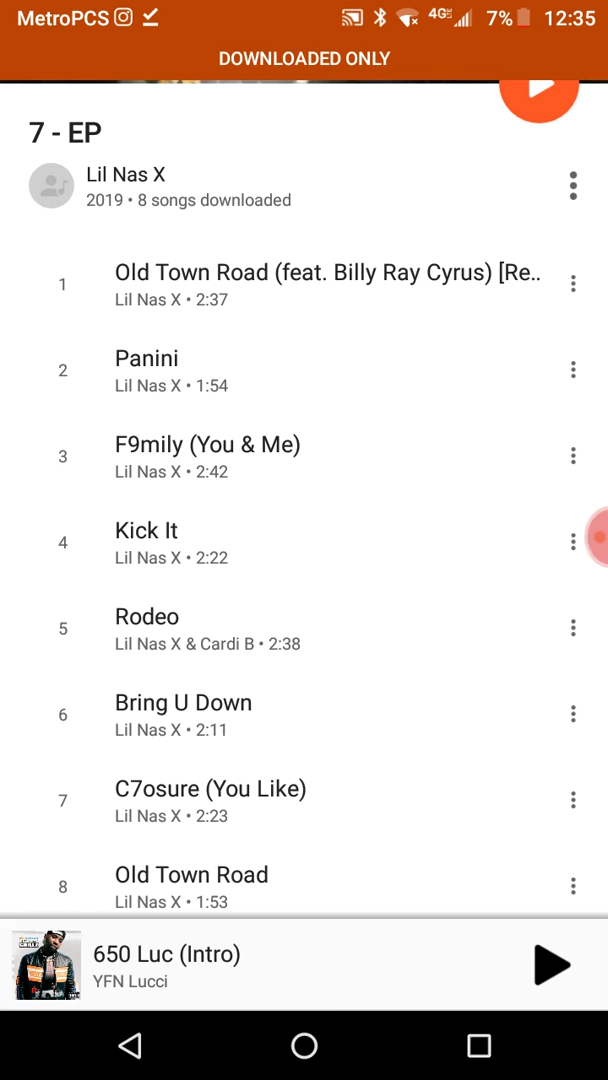 MetroPCS 4G 7% 12:35
DOWNLOADED ONLY
7 - EP
Lil Nas X
2019 • 8 songs downloaded
1 Old Town Road (feat. Billy Ray Cyrus) [Re..
Lil Nas X • 2:37
2 Panini
Lil Nas X • 1:54
3 F9mily (You & Me)
Lil Nas X • 2:42
4 Kick It
Lil Nas X • 2:22
5 Rodeo
Lil Nas X & Cardi B • 2:38
6 Bring U Down
Lil Nas X • 2:11
7 C7osure (You Like)
Lil Nas X • 2:23
8 Old Town Road
Lil Nas X • 1:53
650 Luc (Intro)
YFN Lucci